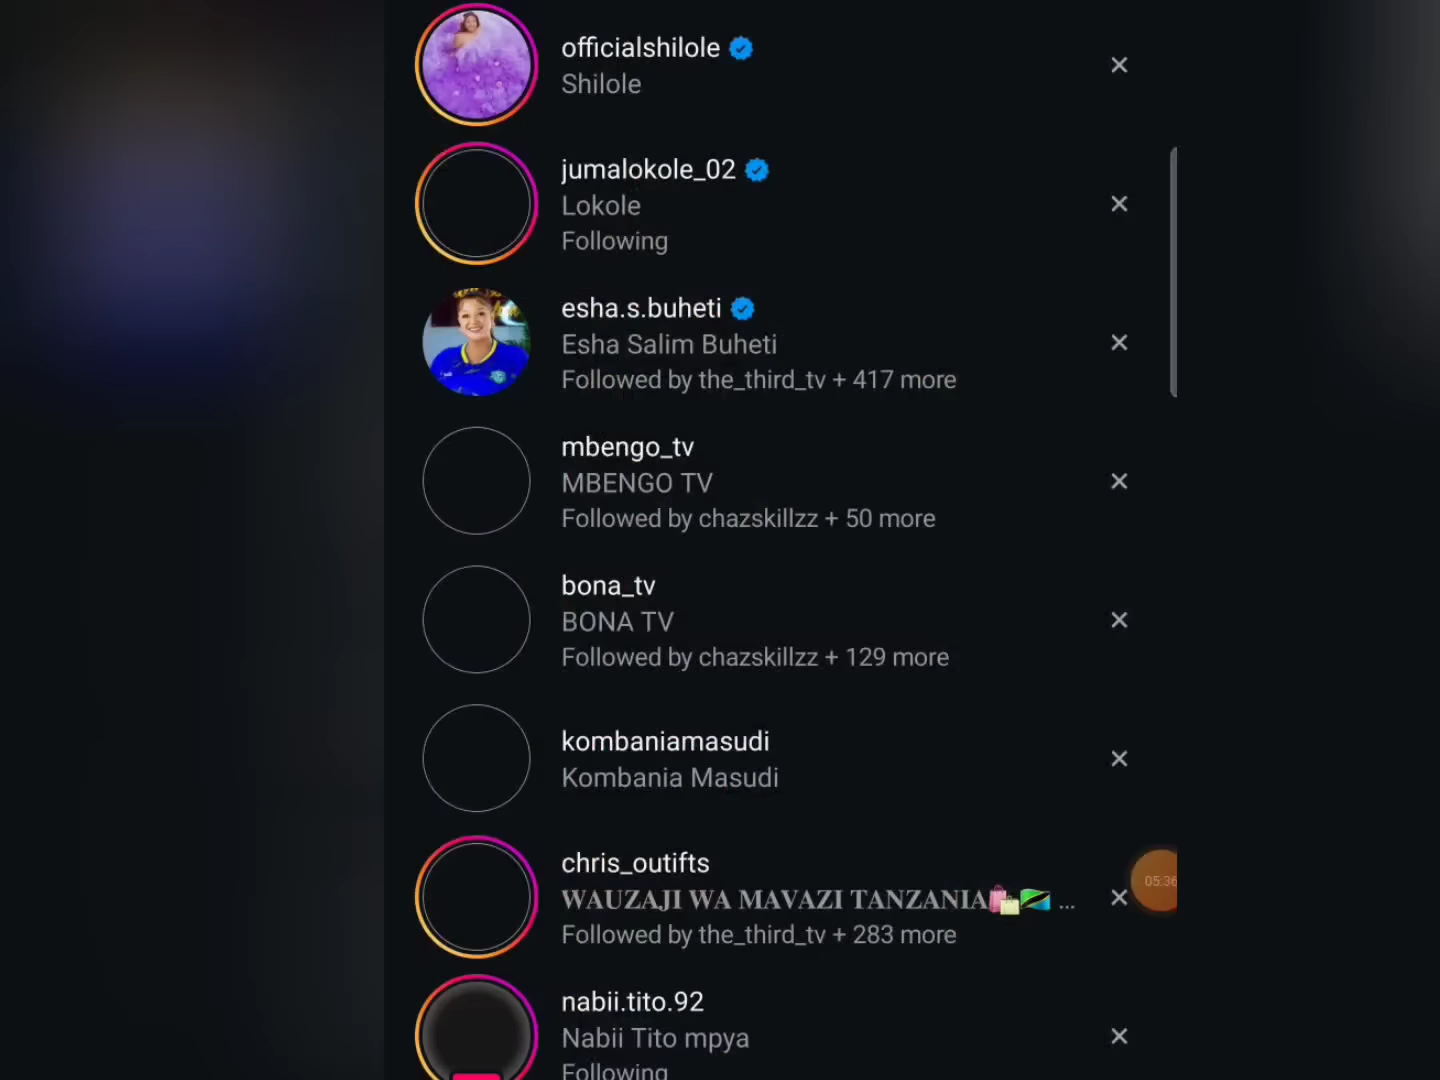 officialshilole
Shilole
jumalokole_02
Lokole
Following
esha.s.buheti
Esha Salim Buheti
Followed by the_third_tv + 417 more
mbengo_tv
MBENGO TV
Followed by chazskillzz + 50 more
bona_tv
BONA TV
Followed by chazskillzz + 129 more
kombaniamasudi
Kombania Masudi
chris_outifts
WAUZAJI WA MAVAZI TANZANIA🛍️🇹🇿 ...
Followed by the_third_tv + 283 more
05:36
nabii.tito.92
Nabii Tito mpya
Following